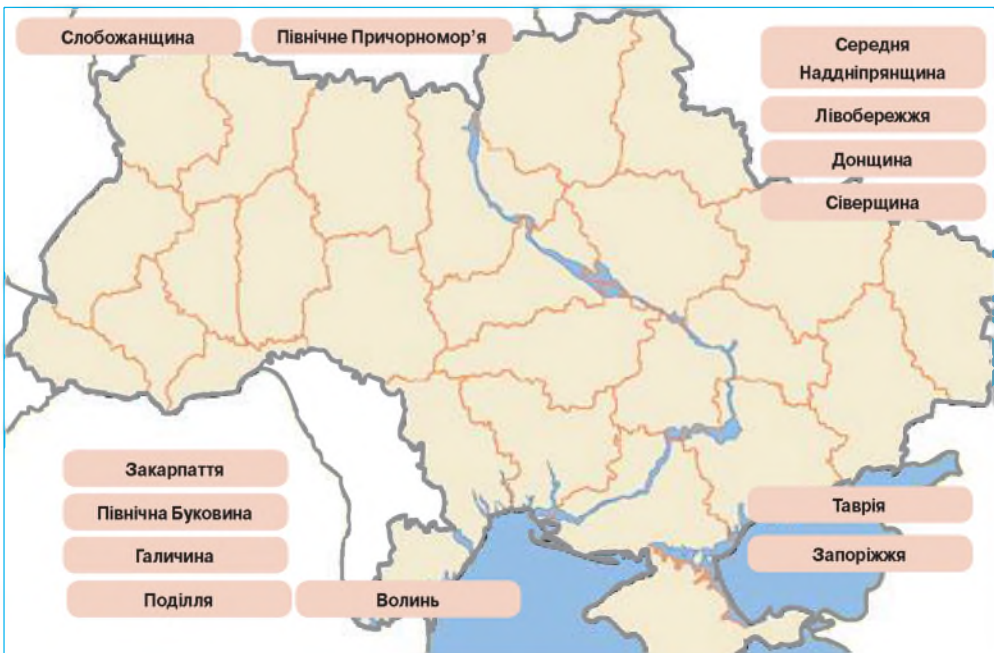 Слобожанщина
Північне Причорномор’я
Середня
Наддніпрянщина
Лівобережжя
Донщина
Сіверщина
Закарпаття
Північна Буковина
Галичина
Поділля
Волинь
Таврія
Запоріжжя